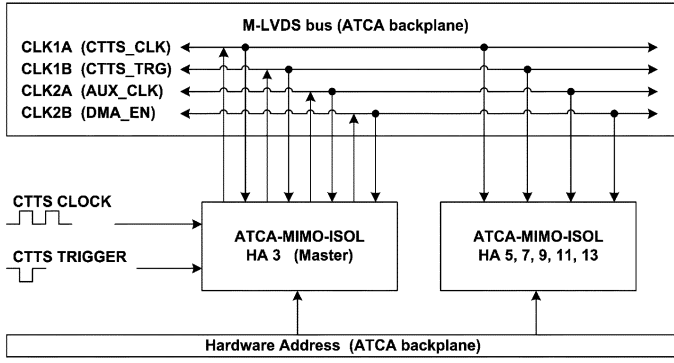 M-LVDS bus (ATCA backplane)
CLK1A (CTTS_CLK)
CLK1B (CTTS_TRG)
CLK2A (AUX_CLK)
CLK2B (DMA_EN)
CTTS CLOCK
CTTS TRIGGER
ATCA-MIMO-ISOL
HA 3 (Master)
ATCA-MIMO-ISOL
HA 5, 7, 9, 11, 13
Hardware Address (ATCA backplane)